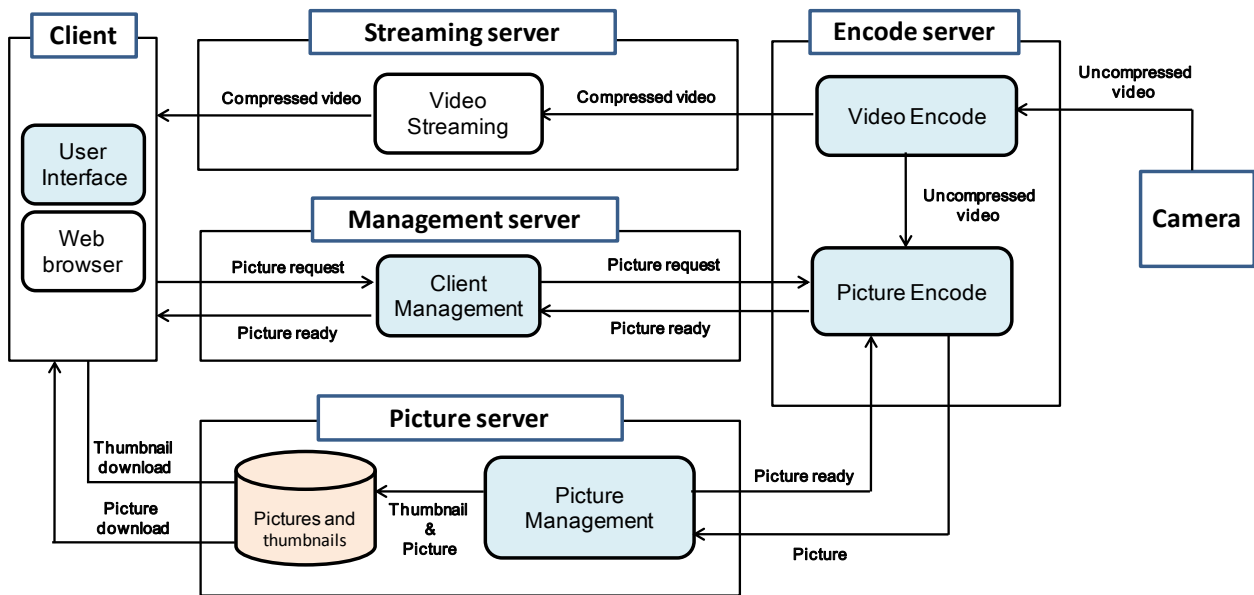 Client
Streaming server
Encode server
Uncompressed
video
Compressed video
Video
Streaming
Compressed video
Video Encode
User
Interface
Uncompressed
video
Camera
Management server
Web
browser
Picture request
Client
Management
Picture request
Picture Encode
Picture ready
Picture ready
Picture server
Thumbnail
download
Picture
download
Pictures and
thumbnails
Thumbnail
&
Picture
Picture
Management
Picture ready
Picture